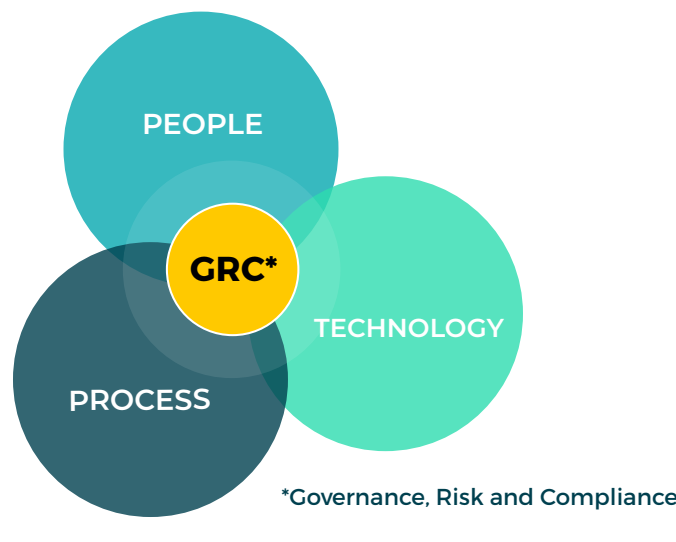 PEOPLE
GRC*
TECHNOLOGY
PROCESS
*Governance, Risk and Compliance